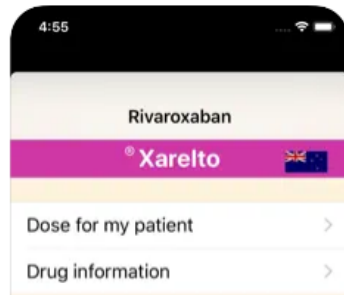 4:55
Rivaroxaban
® Xarelto
Dose for my patient
Drug information